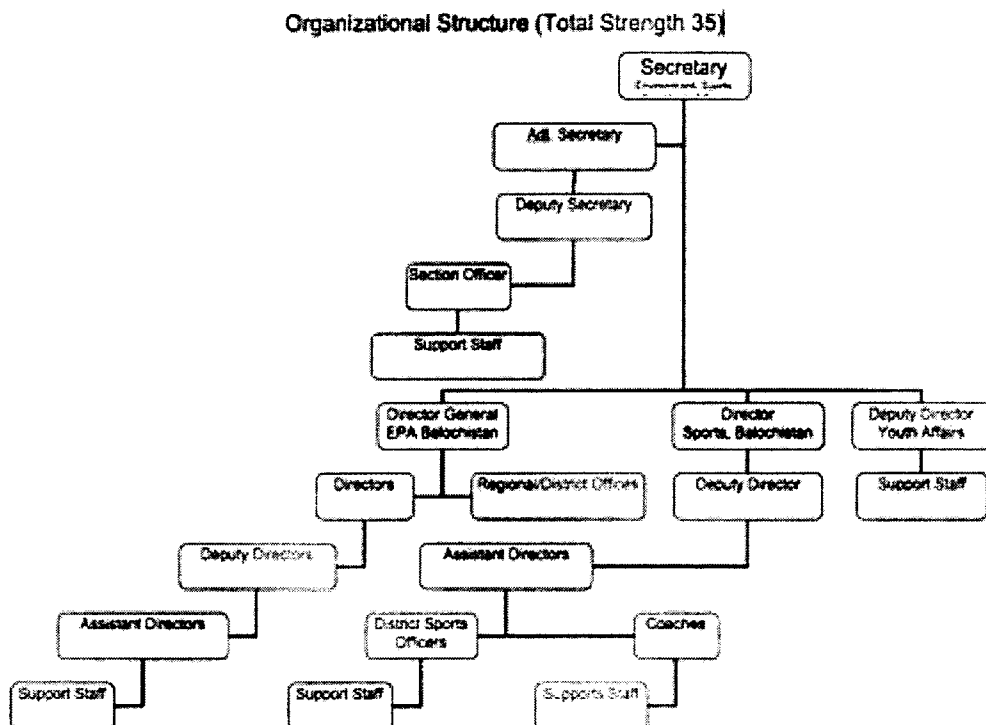 Organizational Structure (Total Strength 35)
Secretary
Environment, Sports
Adl. Secretary
Deputy Secretary
Section Officer
Support Staff
Director General
EPA Balochistan
Director
Sports, Balochistan
Deputy Director
Youth Affairs
Directors
Regional/District Offices
Deputy Director
Support Staff
Deputy Directors
Assistant Directors
Assistant Directors
District Sports
Officers
Coaches
Support Staff
Support Staff
Supports Staff